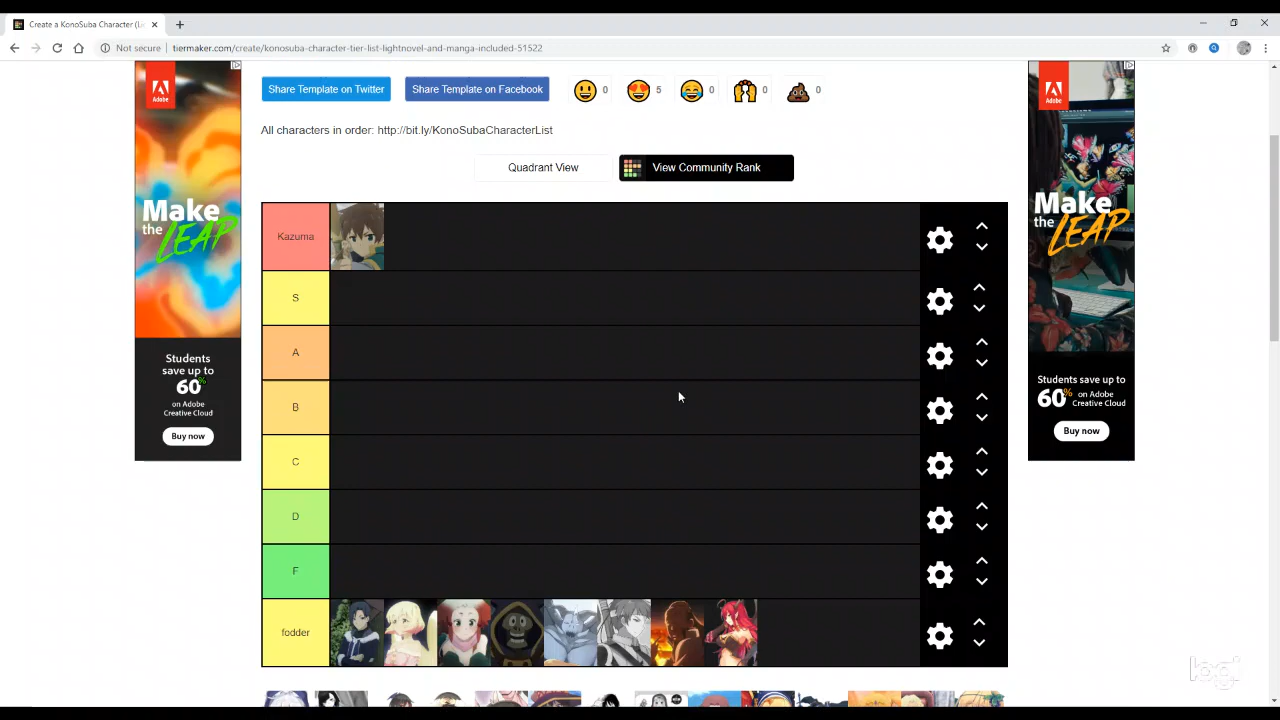 Create a KonoSuba Character (Li
Not secure
tiermaker.com/create/konosuba-character-tier-list-lightnovel-and-manga-included-51522
Share Template on Twitter
Share Template on Facebook
0
5
0
0
0
All characters in order: http://bit.ly/KonoSubaCharacterList
Quadrant View
View Community Rank
Kazuma
S
A
B
C
D
F
fodder
Adobe
Make
the
LEAP
Students
save up to
60%
on Adobe
Creative Cloud
Buy now
Adobe
Make
the
LEAP
Students save up to
60%
on Adobe
Creative Cloud
Buy now